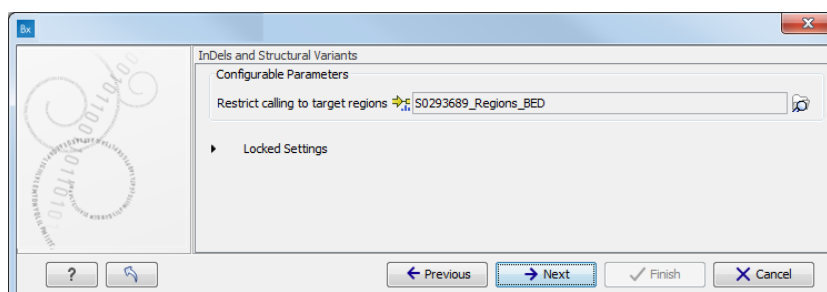 Bx
InDels and Structural Variants
Configurable Parameters
Restrict calling to target regions S0293689_Regions_BED
Locked Settings
? Previous Next Finish Cancel